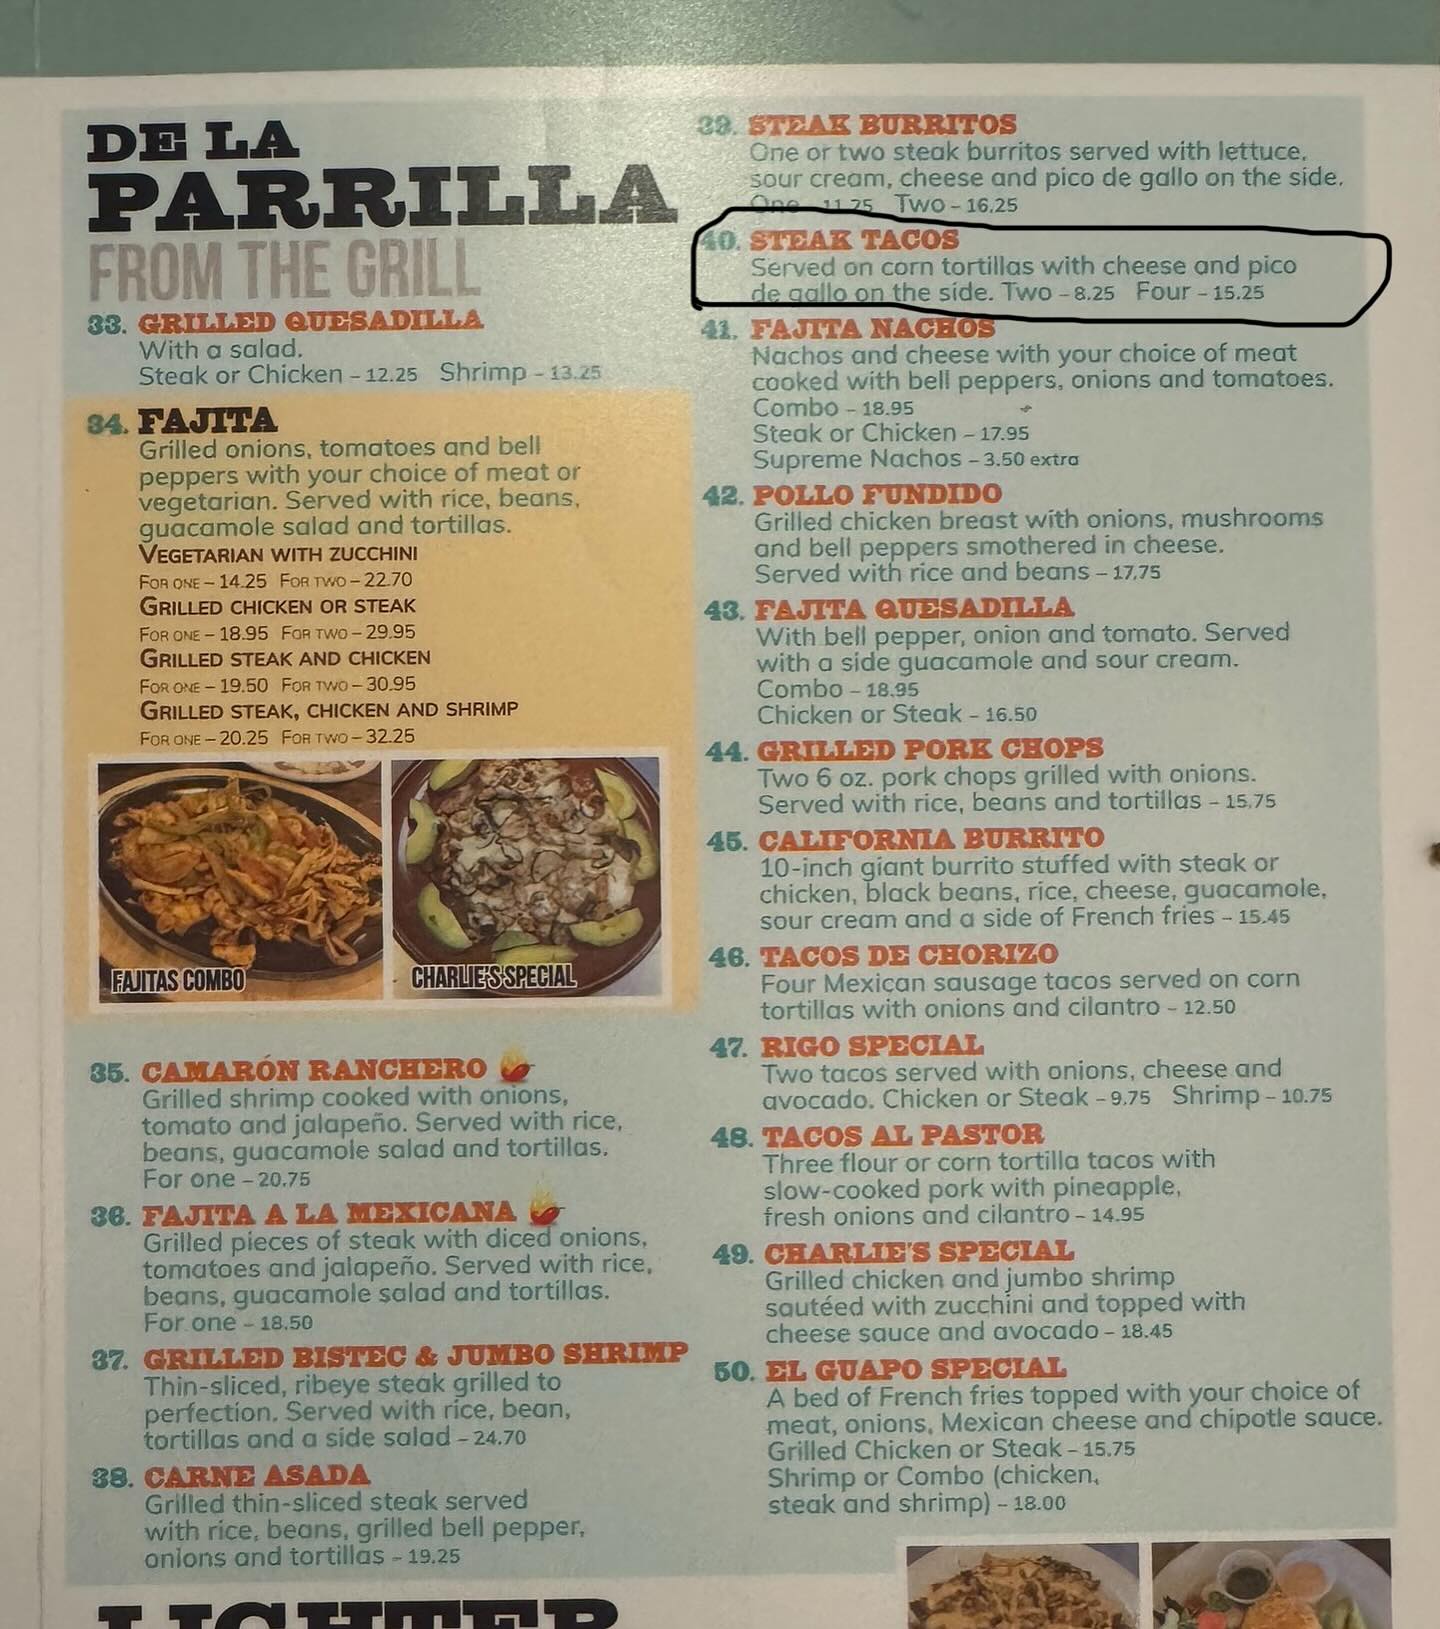 DE LA
PARRILLA
FROM THE GRILL
33. GRILLED QUESADILLA
With a salad.
Steak or Chicken – 12.25 Shrimp – 13.25
34. FAJITA
Grilled onions, tomatoes and bell
peppers with your choice of meat or
vegetarian. Served with rice, beans,
guacamole salad and tortillas.
VEGETARIAN WITH ZUCCHINI
FOR ONE – 14.25 FOR TWO – 22.70
GRILLED CHICKEN OR STEAK
FOR ONE – 18.95 FOR TWO – 29.95
GRILLED STEAK AND CHICKEN
FOR ONE – 19.50 FOR TWO – 30.95
GRILLED STEAK, CHICKEN AND SHRIMP
FOR ONE – 20.25 FOR TWO – 32.25
FAJITAS COMBO
CHARLIE'S SPECIAL
35. CAMARÓN RANCHERO
Grilled shrimp cooked with onions,
tomato and jalapeño. Served with rice,
beans, guacamole salad and tortillas.
For one – 20.75
36. FAJITA A LA MEXICANA
Grilled pieces of steak with diced onions,
tomatoes and jalapeño. Served with rice,
beans, guacamole salad and tortillas.
For one – 18.50
37. GRILLED BISTEC & JUMBO SHRIMP
Thin-sliced, ribeye steak grilled to
perfection. Served with rice, bean,
tortillas and a side salad – 24.70
38. CARNE ASADA
Grilled thin-sliced steak served
with rice, beans, grilled bell pepper,
onions and tortillas – 19.25
LIGHTER
39. STEAK BURRITOS
One or two steak burritos served with lettuce,
sour cream, cheese and pico de gallo on the side.
One – 11.25 Two – 16.25
40. STEAK TACOS
Served on corn tortillas with cheese and pico
de gallo on the side. Two – 8.25 Four – 15.25
41. FAJITA NACHOS
Nachos and cheese with your choice of meat
cooked with bell peppers, onions and tomatoes.
Combo – 18.95
Steak or Chicken – 17.95
Supreme Nachos – 3.50 extra
42. POLLO FUNDIDO
Grilled chicken breast with onions, mushrooms
and bell peppers smothered in cheese.
Served with rice and beans – 17.75
43. FAJITA QUESADILLA
With bell pepper, onion and tomato. Served
with a side guacamole and sour cream.
Combo – 18.95
Chicken or Steak – 16.50
44. GRILLED PORK CHOPS
Two 6 oz. pork chops grilled with onions.
Served with rice, beans and tortillas – 15.75
45. CALIFORNIA BURRITO
10-inch giant burrito stuffed with steak or
chicken, black beans, rice, cheese, guacamole,
sour cream and a side of French fries – 15.45
46. TACOS DE CHORIZO
Four Mexican sausage tacos served on corn
tortillas with onions and cilantro – 12.50
47. RIGO SPECIAL
Two tacos served with onions, cheese and
avocado. Chicken or Steak – 9.75 Shrimp – 10.75
48. TACOS AL PASTOR
Three flour or corn tortilla tacos with
slow-cooked pork with pineapple,
fresh onions and cilantro – 14.95
49. CHARLIE'S SPECIAL
Grilled chicken and jumbo shrimp
sautéed with zucchini and topped with
cheese sauce and avocado – 18.45
50. EL GUAPO SPECIAL
A bed of French fries topped with your choice of
meat, onions, Mexican cheese and chipotle sauce.
Grilled Chicken or Steak – 15.75
Shrimp or Combo (chicken,
steak and shrimp) – 18.00